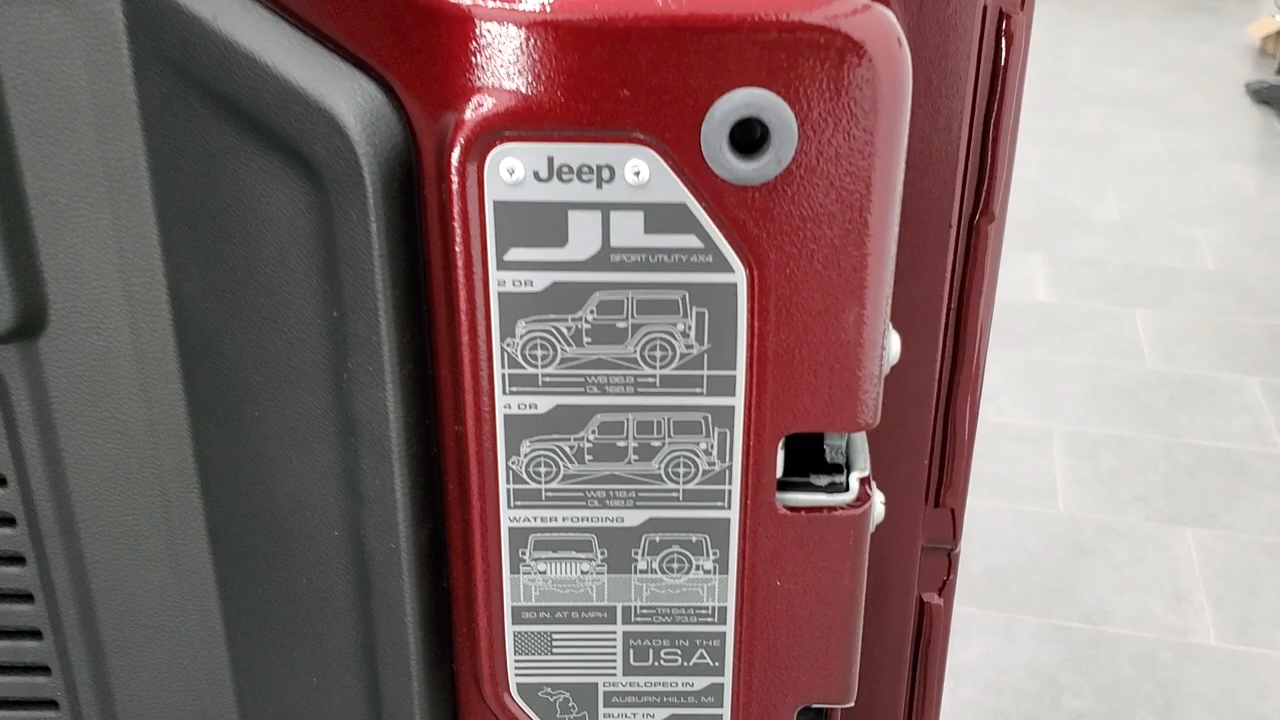 Jeep
JL
SPORT UTILITY 4X4
2 DR
WB 96.8
OL 166.8
4 DR
WB 118.4
OL 188.2
WATER FORDING
30 IN. AT 5 MPH
TR 64.4
OW 73.9
MADE IN THE
U.S.A.
DEVELOPED IN
AUBURN HILLS, MI
BUILT IN